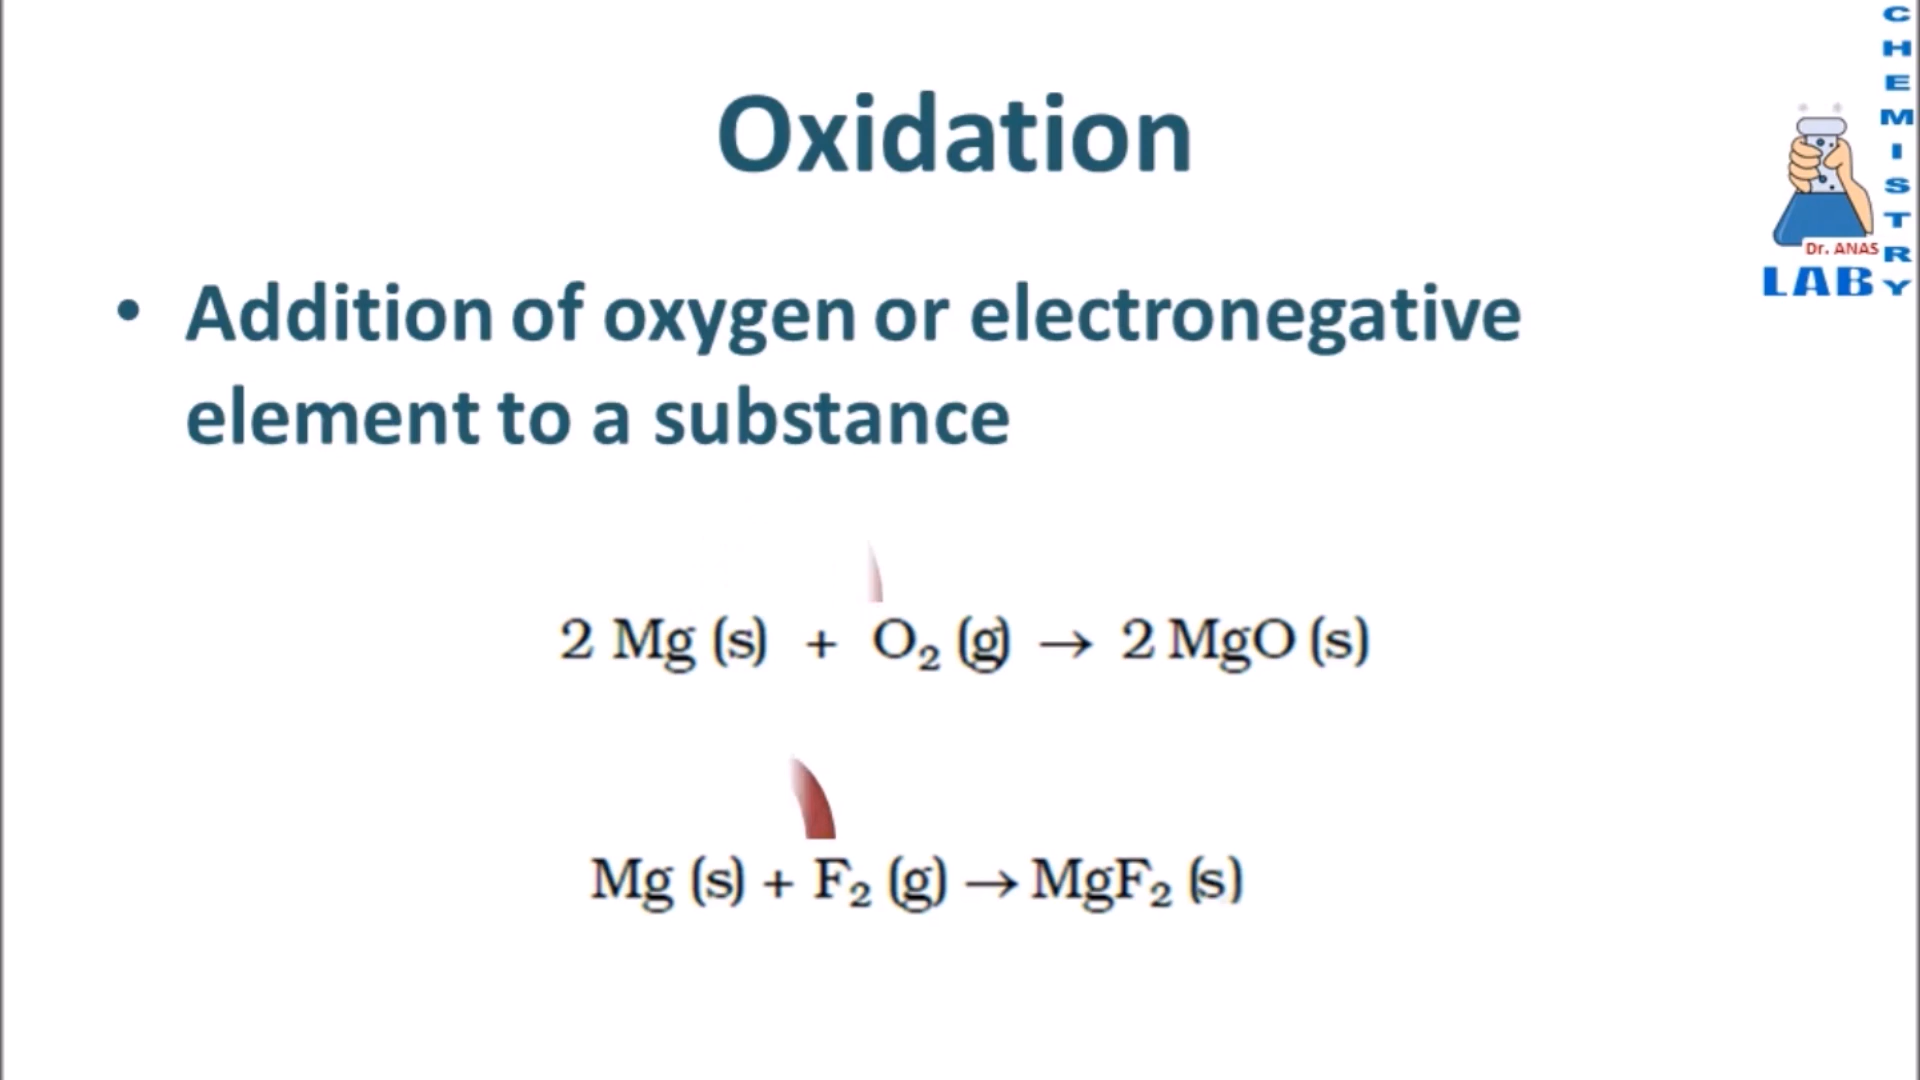 Oxidation
• Addition of oxygen or electronegative
element to a substance
2 Mg (s) + O₂ (g) → 2 MgO (s)
Mg (s) + F₂ (g) → MgF₂ (s)
CHEMISTRY
Dr. ANAS
LAB